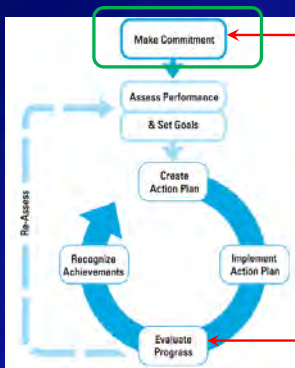 Make Commitment
Assess Performance
& Set Goals
Create
Action Plan
Implement
Action Plan
Evaluate
Progress
Recognize
Achievements
Re-Assess